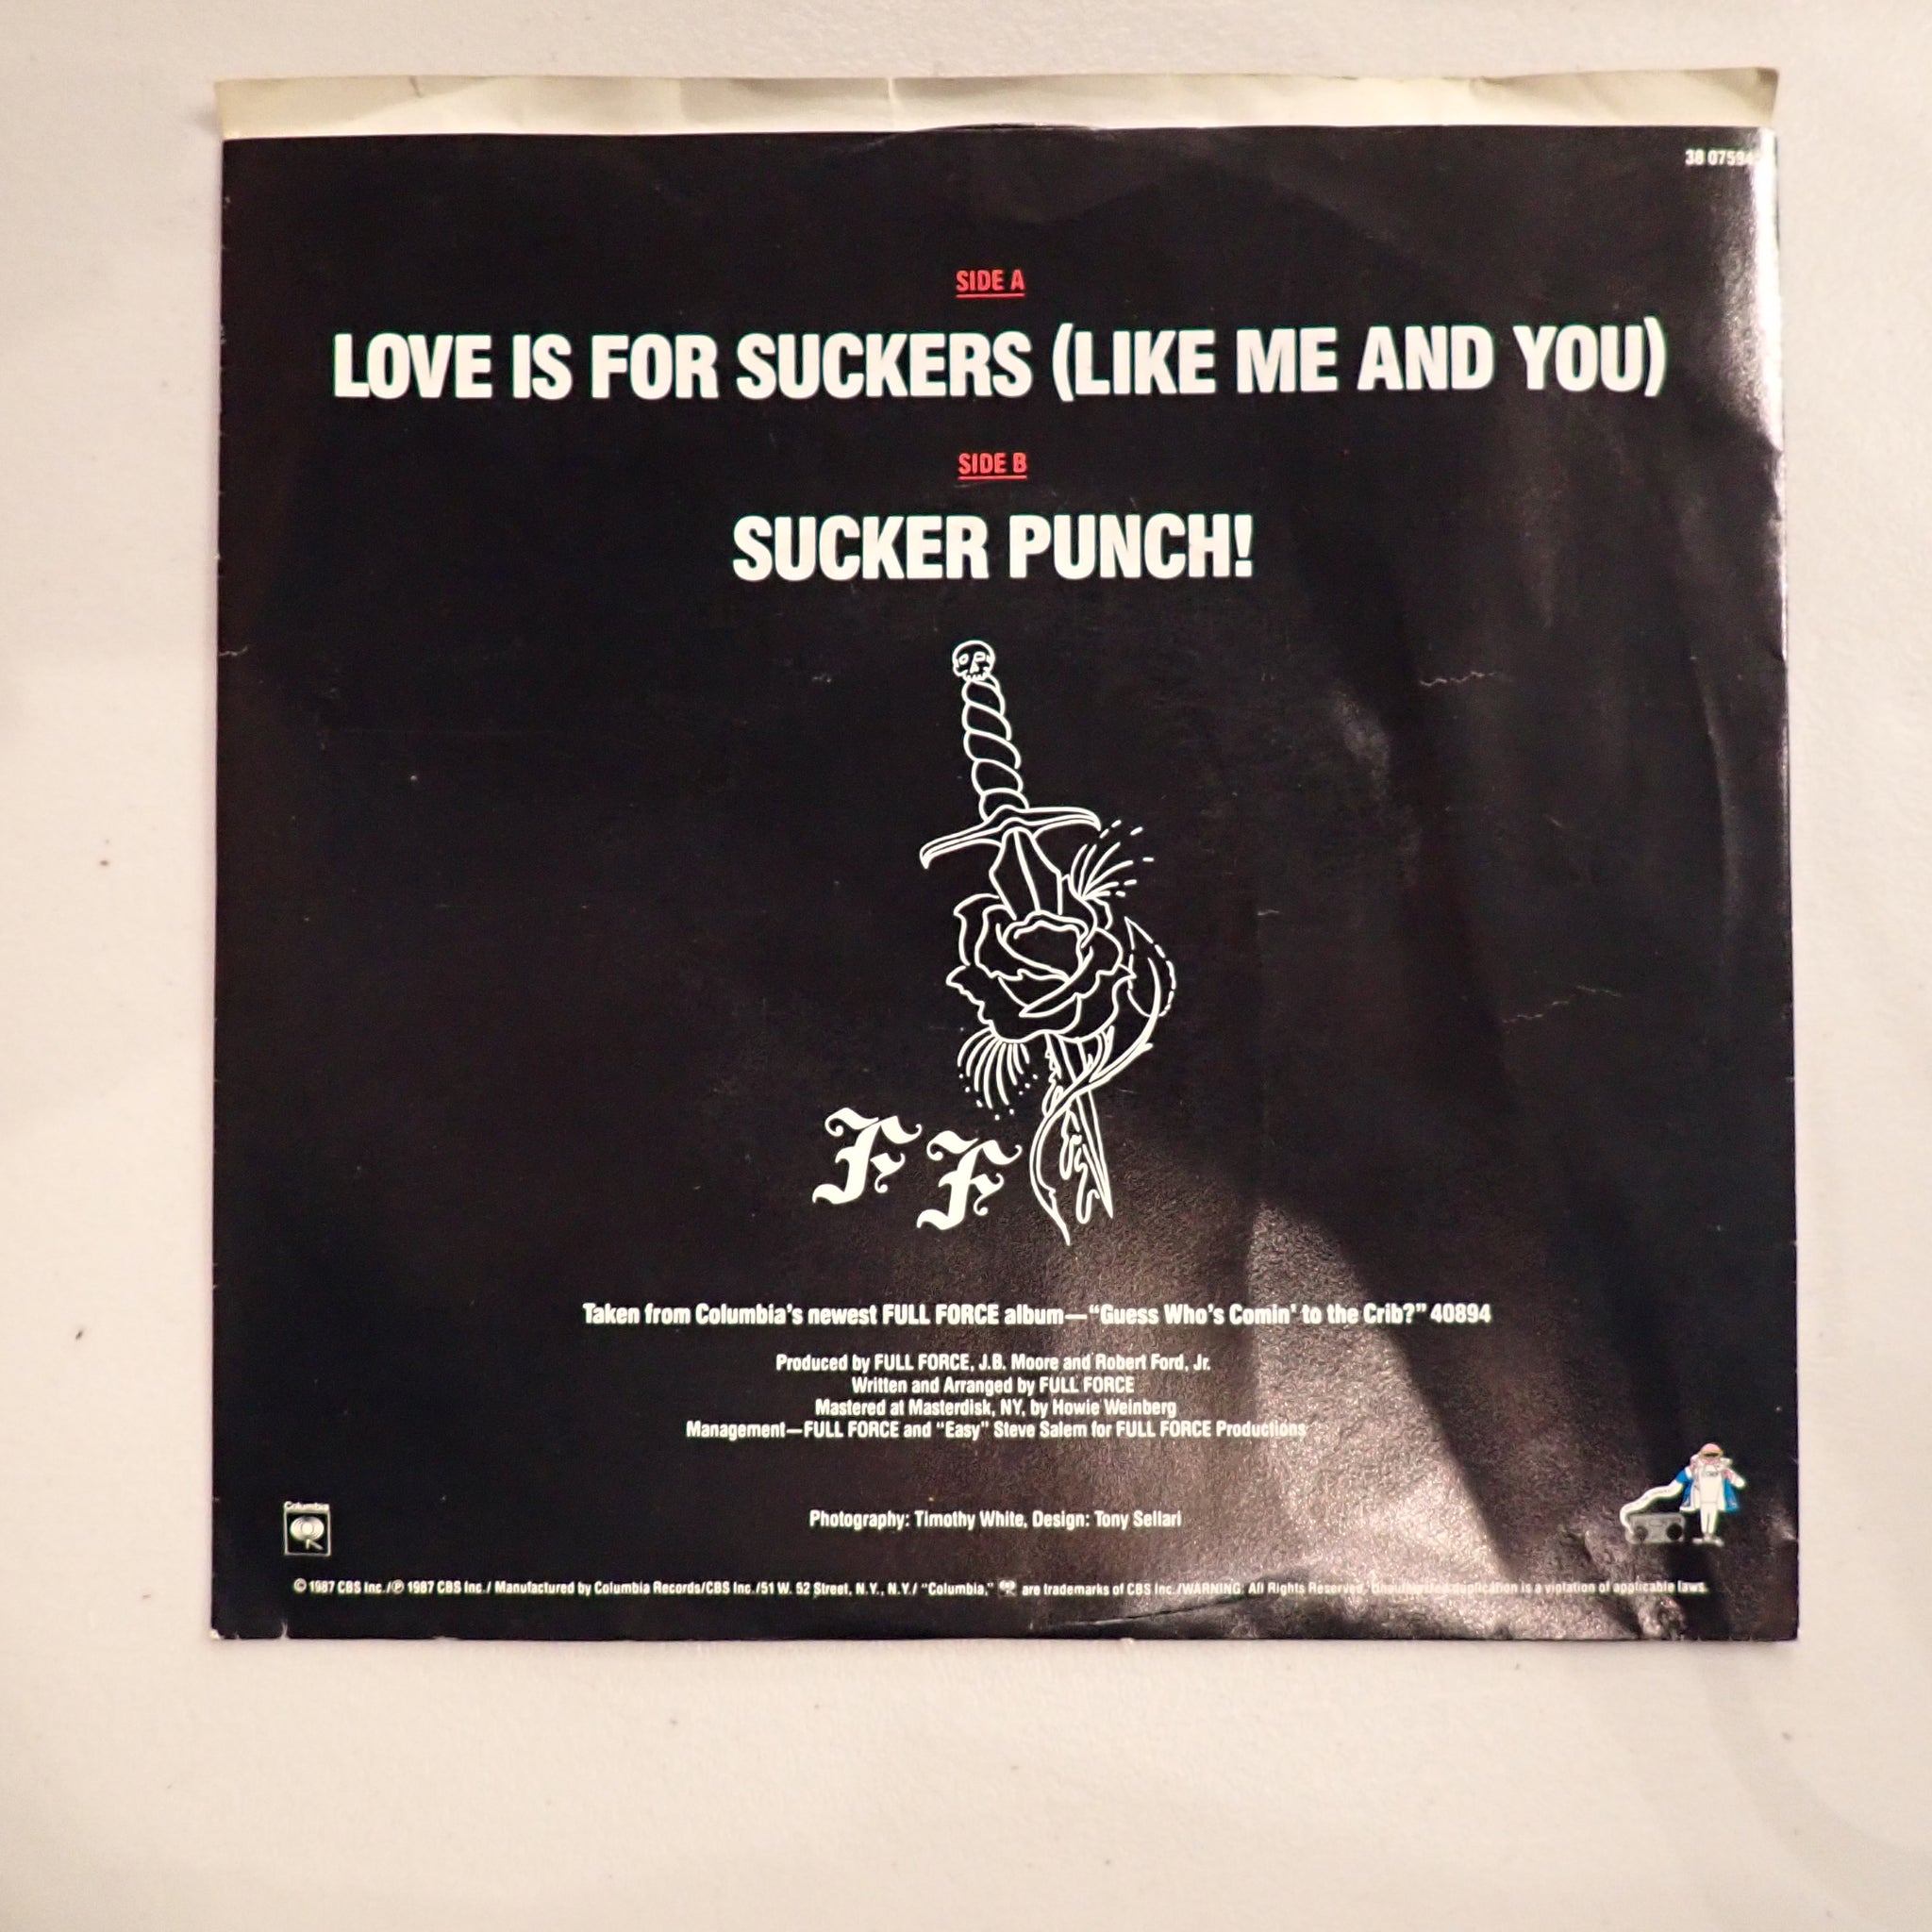 38 07594
SIDE A
LOVE IS FOR SUCKERS (LIKE ME AND YOU)
SIDE B
SUCKER PUNCH!
F F
Taken from Columbia's newest FULL FORCE album—"Guess Who's Comin' to the Crib?" 40894
Produced by FULL FORCE, J.B. Moore and Robert Ford, Jr.
Written and Arranged by FULL FORCE
Mastered at Masterdisk, NY, by Howie Weinberg
Management—FULL FORCE and "Easy" Steve Salem for FULL FORCE Productions
Columbia
Photography: Timothy White, Design: Tony Sellari
© 1987 CBS Inc./℗ 1987 CBS Inc./ Manufactured by Columbia Records/CBS Inc./51 W. 52 Street, N.Y., N.Y./ "Columbia," are trademarks of CBS Inc./WARNING: All Rights Reserved. Unauthorized duplication is a violation of applicable laws.